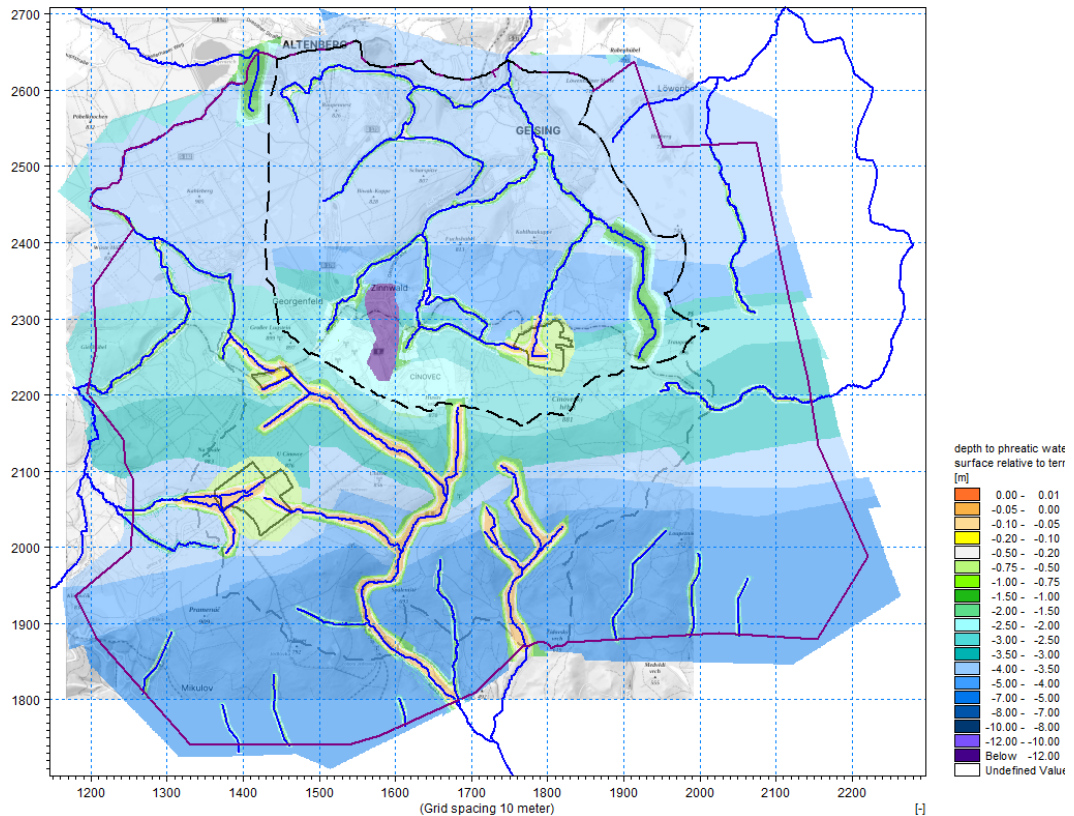 2700
2600
2500
2400
2300
2200
2100
2000
1900
1800
1200 1300 1400 1500 1600 1700 1800 1900 2000 2100 2200
(Grid spacing 10 meter) [-]
ALTENBERG
GEISING
Löwenh
Kahleberg
Georgenfeld
Zinnwald
CINOVEC
Pramenáč
Mikulov
depth to phreatic wate
surface relative to terr
[m]
0.00 - 0.01
-0.05 - 0.00
-0.10 - -0.05
-0.20 - -0.10
-0.50 - -0.20
-0.75 - -0.50
-1.00 - -0.75
-1.50 - -1.00
-2.00 - -1.50
-2.50 - -2.00
-3.00 - -2.50
-3.50 - -3.00
-4.00 - -3.50
-5.00 - -4.00
-7.00 - -5.00
-8.00 - -7.00
-10.00 - -8.00
-12.00 - -10.00
Below -12.00
Undefined Value